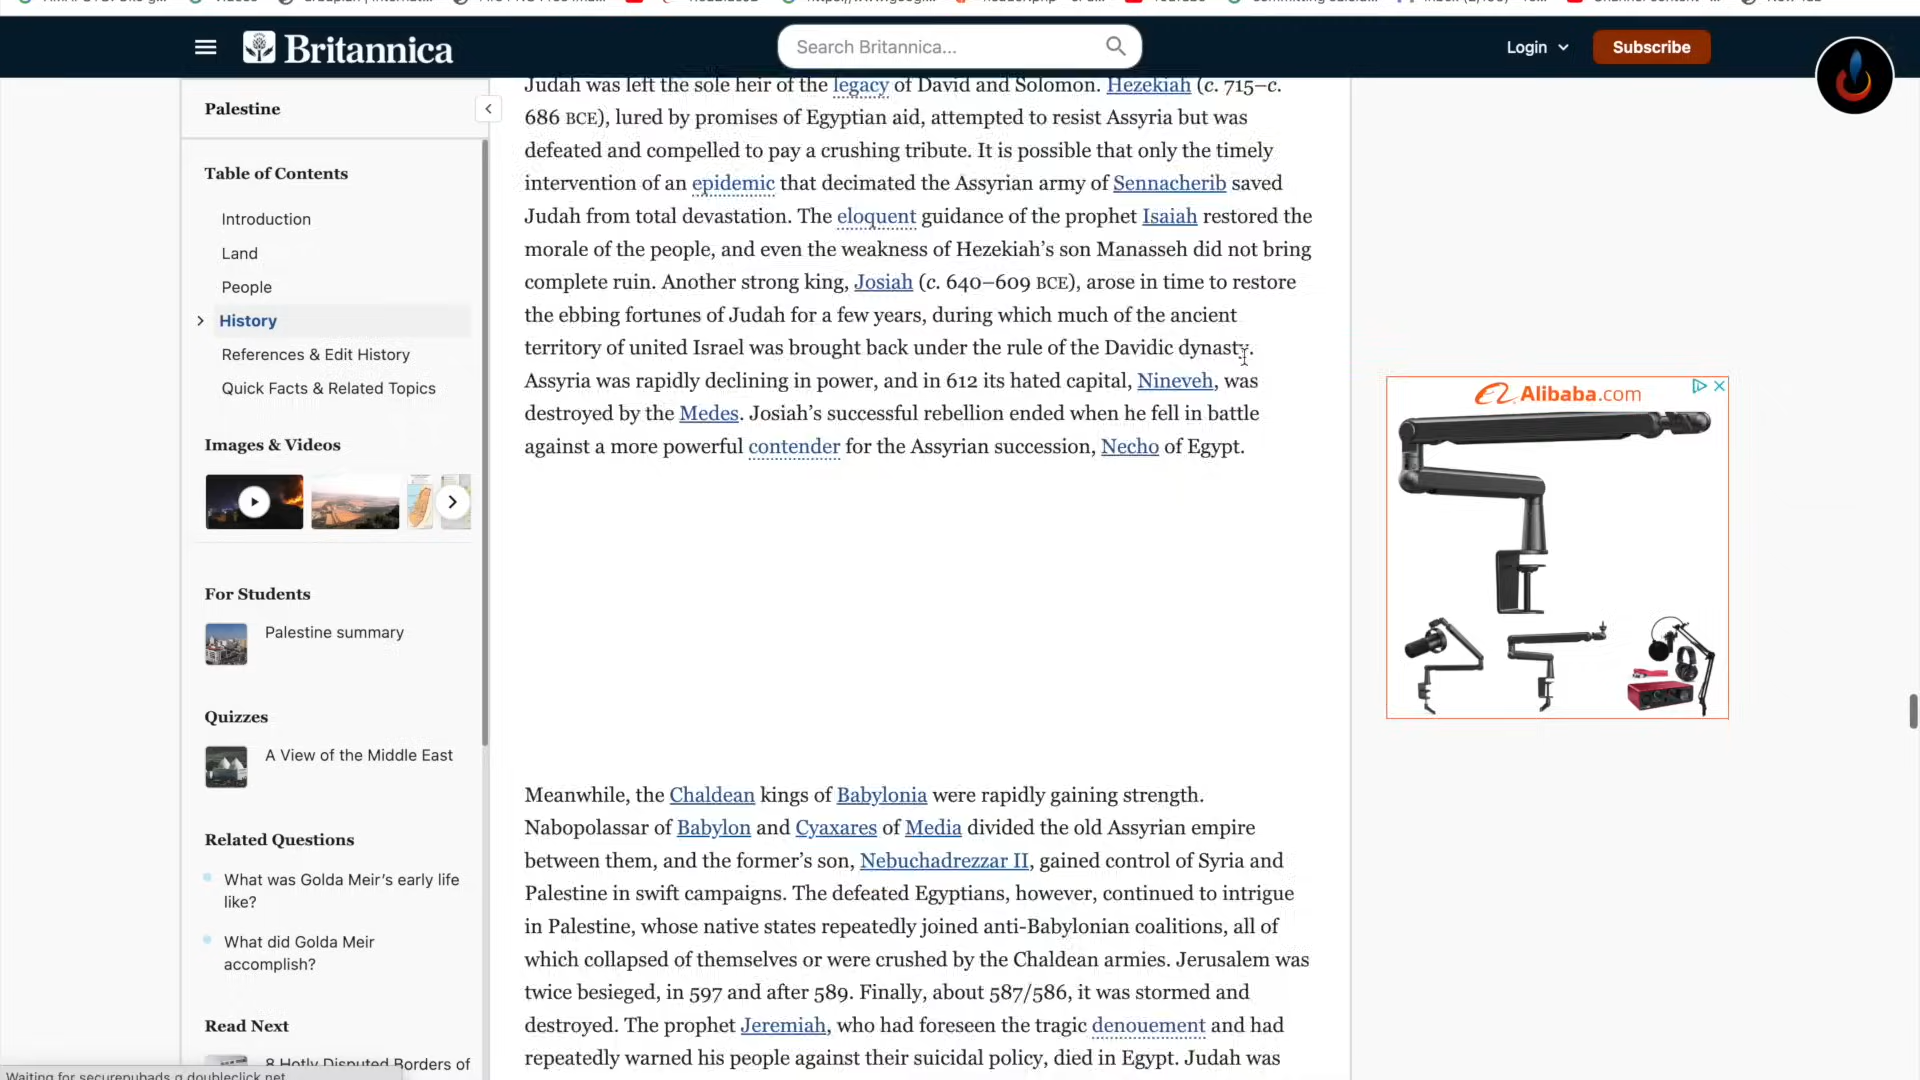 Britannica
Search Britannica...
Login
Subscribe
Palestine
Table of Contents
Introduction
Land
People
History
References & Edit History
Quick Facts & Related Topics
Images & Videos
For Students
Palestine summary
Quizzes
A View of the Middle East
Related Questions
What was Golda Meir's early life
like?
What did Golda Meir
accomplish?
Read Next
8 Hotly Disputed Borders of
Waiting for securepubads.g.doubleclick.net
Judah was left the sole heir of the legacy of David and Solomon. Hezekiah (c. 715–c.
686 BCE), lured by promises of Egyptian aid, attempted to resist Assyria but was
defeated and compelled to pay a crushing tribute. It is possible that only the timely
intervention of an epidemic that decimated the Assyrian army of Sennacherib saved
Judah from total devastation. The eloquent guidance of the prophet Isaiah restored the
morale of the people, and even the weakness of Hezekiah's son Manasseh did not bring
complete ruin. Another strong king, Josiah (c. 640–609 BCE), arose in time to restore
the ebbing fortunes of Judah for a few years, during which much of the ancient
territory of united Israel was brought back under the rule of the Davidic dynasty.
Assyria was rapidly declining in power, and in 612 its hated capital, Nineveh, was
destroyed by the Medes. Josiah's successful rebellion ended when he fell in battle
against a more powerful contender for the Assyrian succession, Necho of Egypt.
Meanwhile, the Chaldean kings of Babylonia were rapidly gaining strength.
Nabopolassar of Babylon and Cyaxares of Media divided the old Assyrian empire
between them, and the former's son, Nebuchadrezzar II, gained control of Syria and
Palestine in swift campaigns. The defeated Egyptians, however, continued to intrigue
in Palestine, whose native states repeatedly joined anti-Babylonian coalitions, all of
which collapsed of themselves or were crushed by the Chaldean armies. Jerusalem was
twice besieged, in 597 and after 589. Finally, about 587/586, it was stormed and
destroyed. The prophet Jeremiah, who had foreseen the tragic denouement and had
repeatedly warned his people against their suicidal policy, died in Egypt. Judah was
Alibaba.com